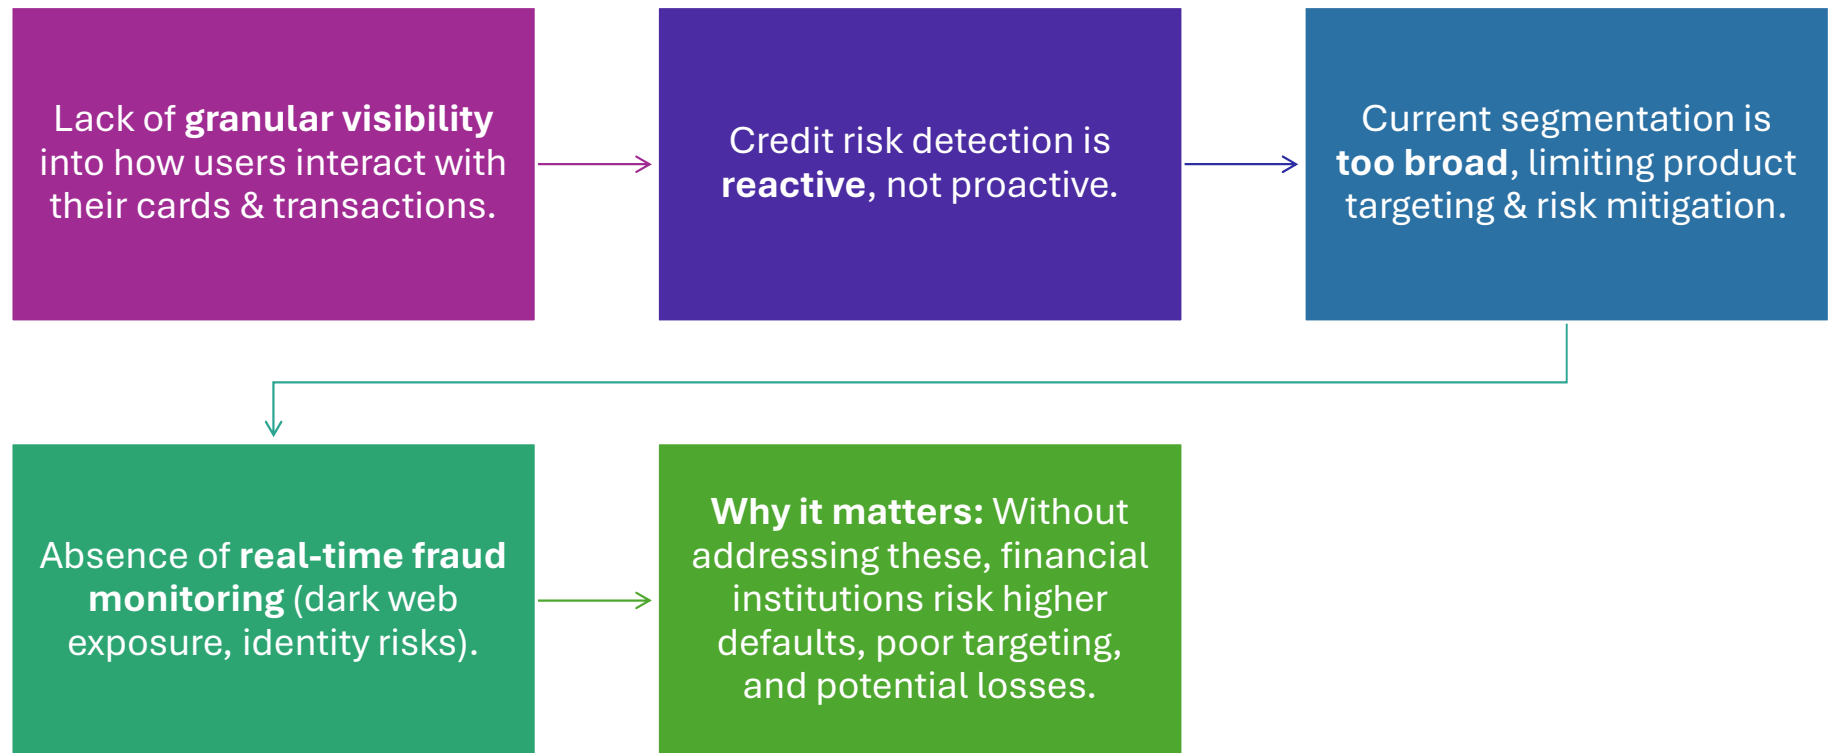 Lack of granular visibility
into how users interact with
their cards & transactions.
Credit risk detection is
reactive, not proactive.
Current segmentation is
too broad, limiting product
targeting & risk mitigation.
Absence of real-time fraud
monitoring (dark web
exposure, identity risks).
Why it matters: Without
addressing these, financial
institutions risk higher
defaults, poor targeting,
and potential losses.